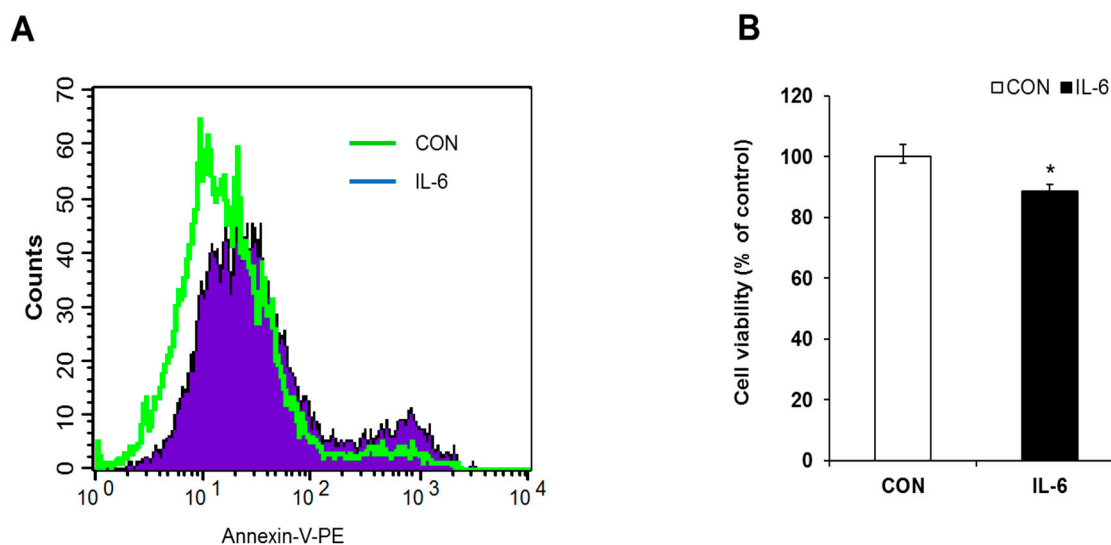 A
70
60
50
40
30
20
10
0
Counts
CON
IL-6
10^0 10^1 10^2 10^3 10^4
Annexin-V-PE
B
CON IL-6
120
100
80
60
40
20
0
Cell viability (% of control)
*
CON IL-6